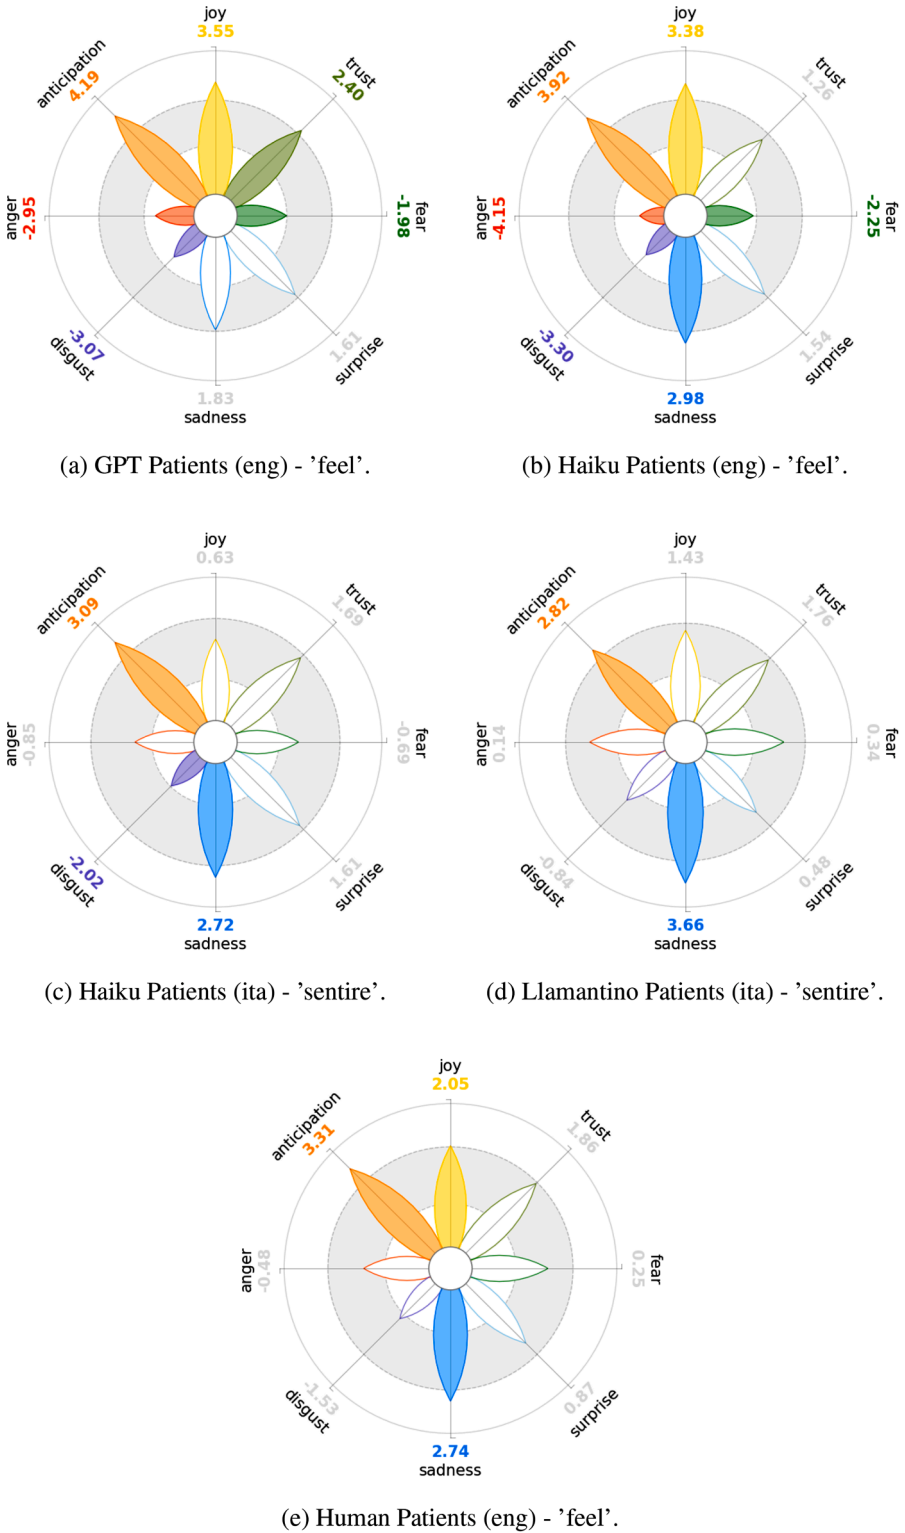 joy
3.55
anticipation
4.19
trust
2.40
anger
-2.95
fear
-1.98
disgust
-3.07
surprise
1.61
1.83
sadness
(a) GPT Patients (eng) - ’feel’.
joy
3.38
anticipation
3.92
trust
1.26
anger
-4.15
fear
-2.25
disgust
-3.30
surprise
1.54
2.98
sadness
(b) Haiku Patients (eng) - ’feel’.
joy
0.63
anticipation
3.09
trust
1.69
anger
-0.85
fear
-0.69
disgust
-2.02
surprise
1.61
2.72
sadness
(c) Haiku Patients (ita) - ’sentire’.
joy
1.43
anticipation
2.82
trust
1.76
anger
0.14
fear
0.34
disgust
-0.84
surprise
0.48
3.66
sadness
(d) Llamantino Patients (ita) - ’sentire’.
joy
2.05
anticipation
3.31
trust
1.86
anger
-0.48
fear
0.25
disgust
-1.53
surprise
0.87
2.74
sadness
(e) Human Patients (eng) - ’feel’.